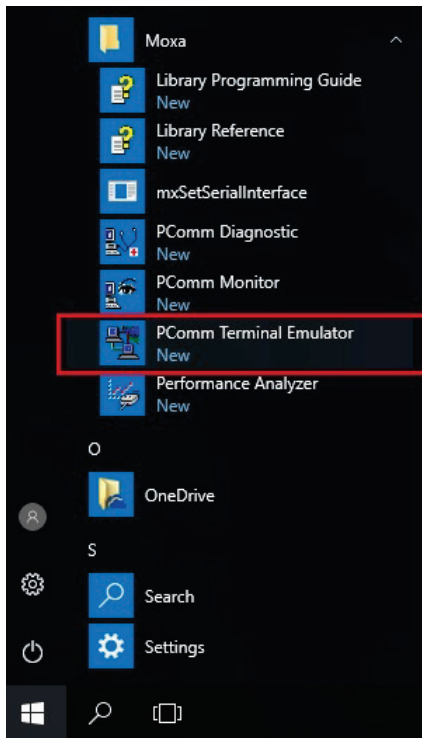 Moxa
Library Programming Guide
New
Library Reference
New
mxSetSerialInterface
PComm Diagnostic
New
PComm Monitor
New
PComm Terminal Emulator
New
Performance Analyzer
New
O
OneDrive
S
Search
Settings